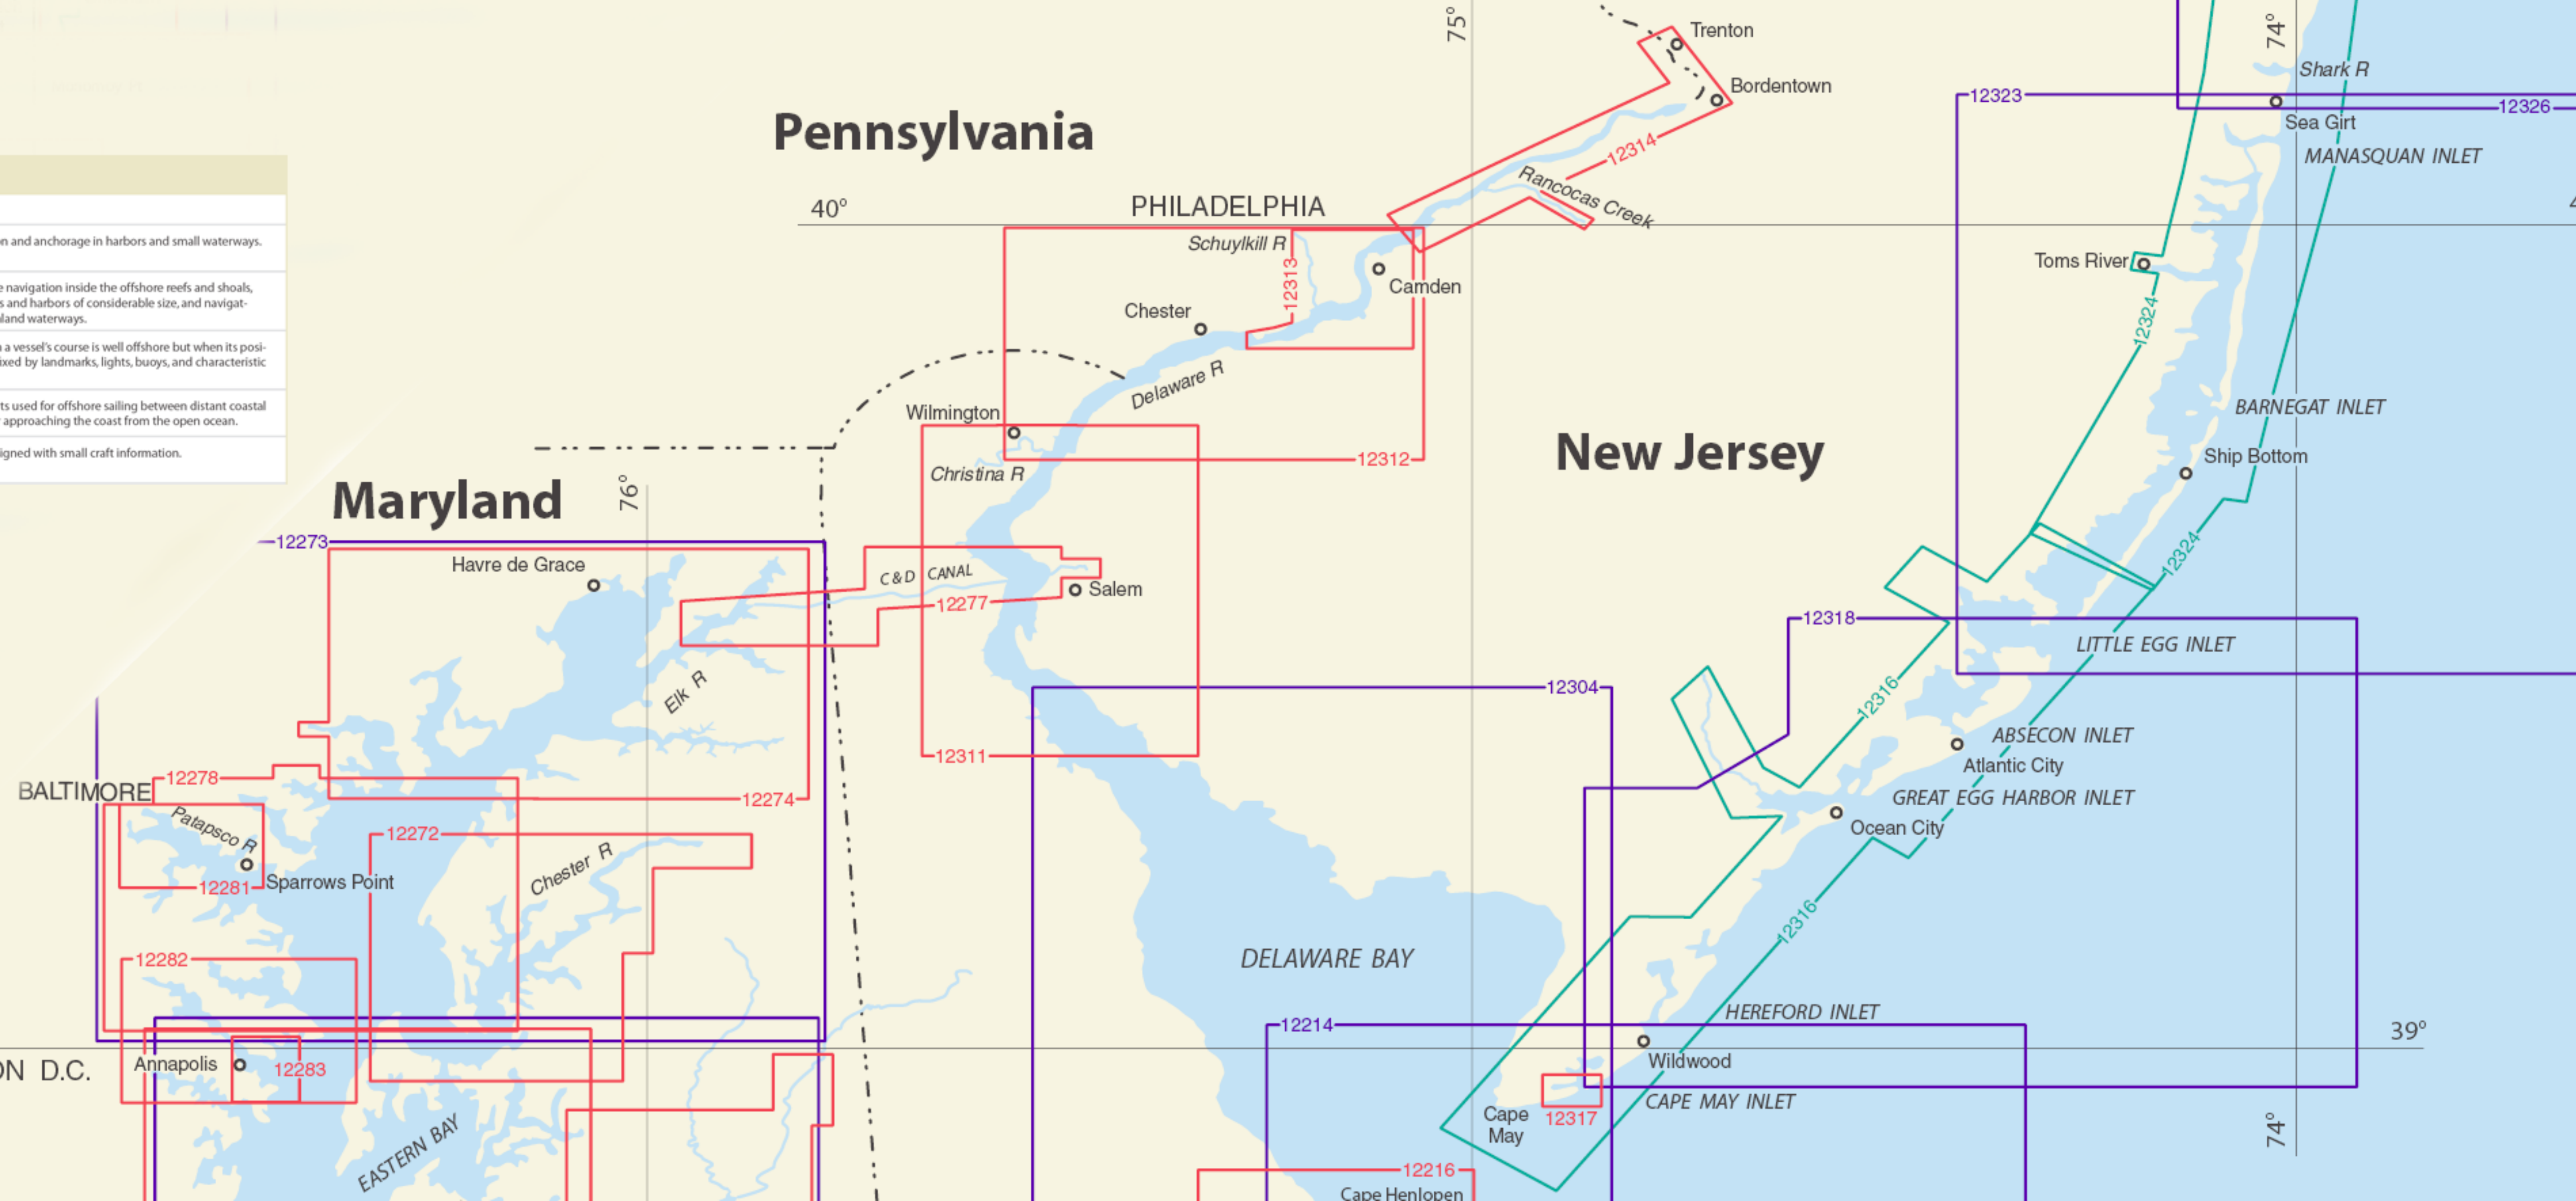 n and anchorage in harbors and small waterways.
e navigation inside the offshore reefs and shoals,
s and harbors of considerable size, and navigat-
land waterways.
a vessel's course is well offshore but when its posi-
ixed by landmarks, lights, buoys, and characteristic
ts used for offshore sailing between distant coastal
approaching the coast from the open ocean.
igned with small craft information.
Pennsylvania
New Jersey
Maryland
75°
74°
Trenton
Bordentown
12314
Rancocas Creek
40°
PHILADELPHIA
Schuylkill R
12313
Camden
Chester
Delaware R
Wilmington
Christina R
12312
12323
Shark R
12326
Sea Girt
MANASQUAN INLET
Toms River
12324
BARNEGAT INLET
Ship Bottom
12324
76°
12273
Havre de Grace
C & D CANAL
12277
Salem
Elk R
12311
12304
12318
LITTLE EGG INLET
12316
ABSECON INLET
Atlantic City
GREAT EGG HARBOR INLET
Ocean City
12316
BALTIMORE
12278
12274
Patapsco R
12272
Chester R
12281
Sparrows Point
12282
DELAWARE BAY
12214
HEREFORD INLET
39°
ON D.C.
Annapolis
12283
Wildwood
CAPE MAY INLET
Cape
May
12317
74°
EASTERN BAY
12216
Cape Henlopen